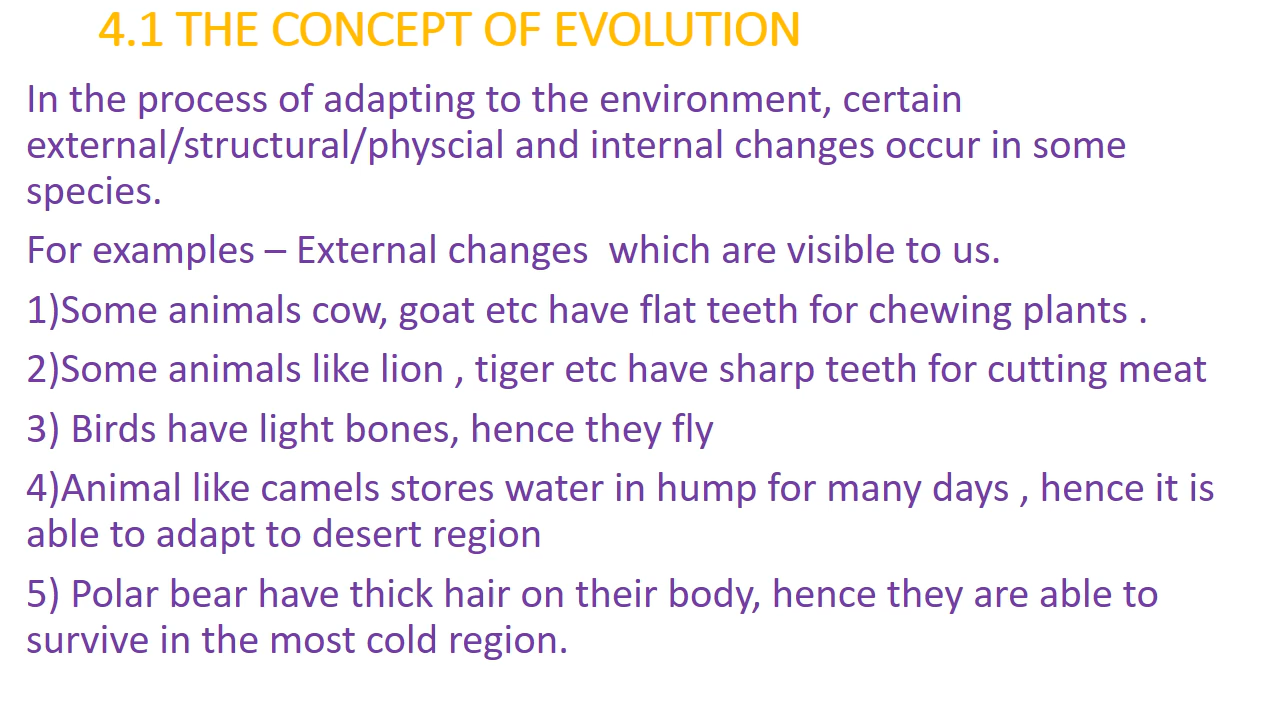 4.1 THE CONCEPT OF EVOLUTION
In the process of adapting to the environment, certain
external/structural/physcial and internal changes occur in some
species.
For examples – External changes  which are visible to us.
1)Some animals cow, goat etc have flat teeth for chewing plants .
2)Some animals like lion , tiger etc have sharp teeth for cutting meat
3) Birds have light bones, hence they fly
4)Animal like camels stores water in hump for many days , hence it is
able to adapt to desert region
5) Polar bear have thick hair on their body, hence they are able to
survive in the most cold region.